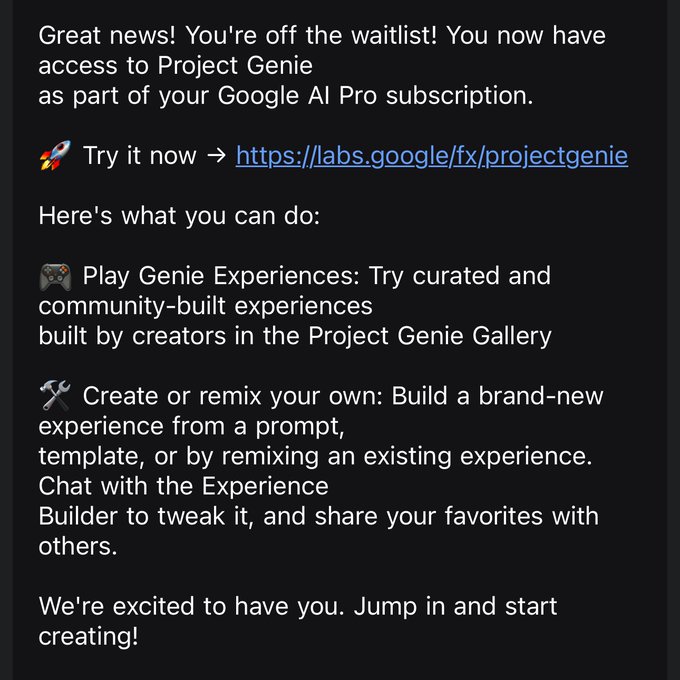 Great news! You're off the waitlist! You now have
access to Project Genie
as part of your Google AI Pro subscription.
🚀 Try it now → https://labs.google/fx/projectgenie
Here's what you can do:
🎮 Play Genie Experiences: Try curated and
community-built experiences
built by creators in the Project Genie Gallery
🛠️ Create or remix your own: Build a brand-new
experience from a prompt,
template, or by remixing an existing experience.
Chat with the Experience
Builder to tweak it, and share your favorites with
others.
We're excited to have you. Jump in and start
creating!